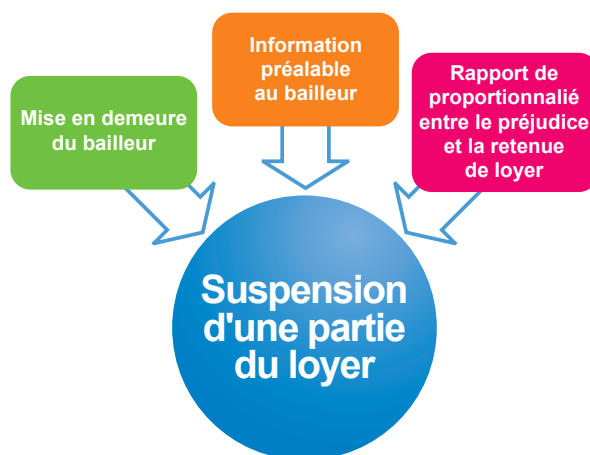 Mise en demeure
du bailleur
Information
préalable
au bailleur
Rapport de
proportionnalié
entre le préjudice
et la retenue
de loyer
Suspension
d'une partie
du loyer